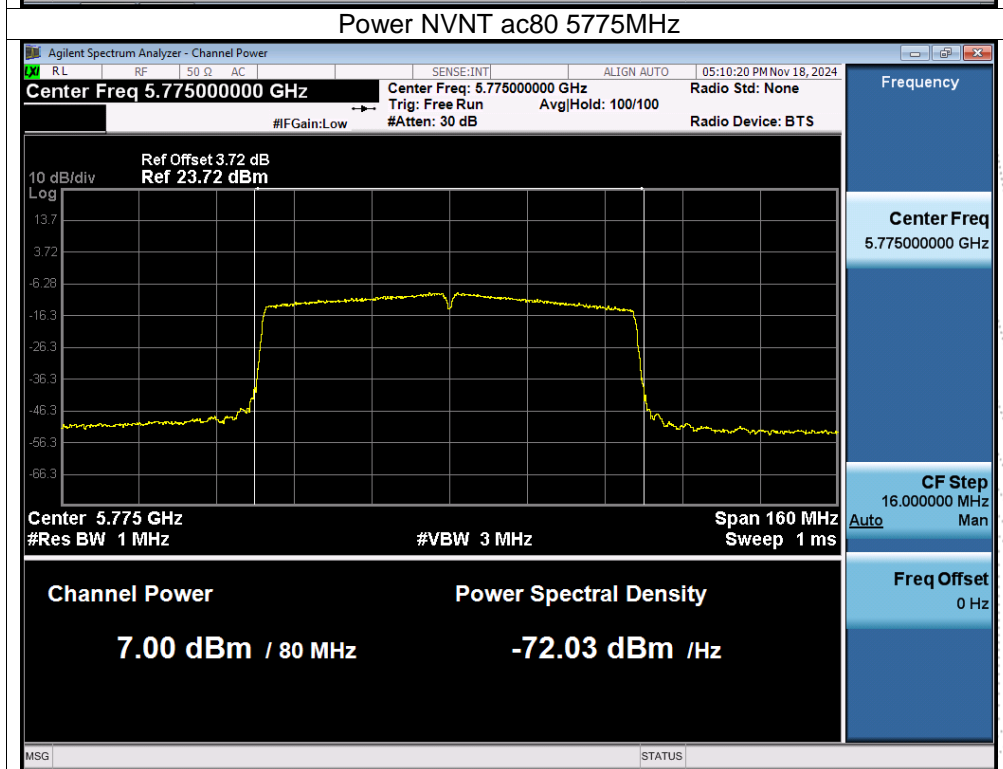 Power NVNT ac80 5775MHz
Agilent Spectrum Analyzer - Channel Power
LXI RL RF 50 Ω AC SENSE:INT ALIGN AUTO 05:10:20 PM Nov 18, 2024
Center Freq 5.775000000 GHz
Center Freq: 5.775000000 GHz Radio Std: None
Trig: Free Run Avg|Hold: 100/100
#IFGain:Low #Atten: 30 dB Radio Device: BTS
Ref Offset 3.72 dB
10 dB/div Ref 23.72 dBm
Log
13.7
3.72
-6.28
-16.3
-26.3
-36.3
-46.3
-56.3
-66.3
Center 5.775 GHz Span 160 MHz
#Res BW 1 MHz #VBW 3 MHz Sweep 1 ms
Channel Power Power Spectral Density
7.00 dBm / 80 MHz -72.03 dBm /Hz
Frequency
Center Freq
5.775000000 GHz
CF Step
16.000000 MHz
Auto Man
Freq Offset
0 Hz
MSG STATUS